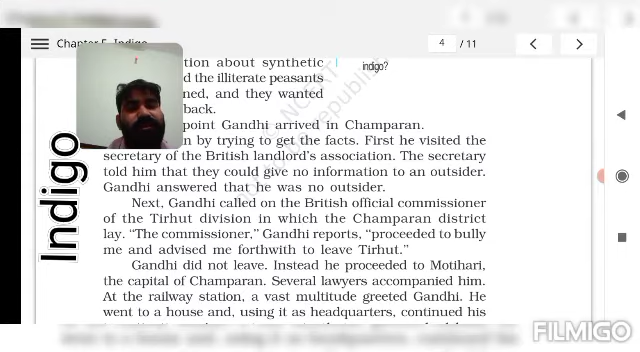 Chapter 5 Indigo
4 / 11
tion about synthetic
indigo?
d the illiterate peasants
ned, and they wanted
back.
point Gandhi arrived in Champaran.
n by trying to get the facts. First he visited the
secretary of the British landlord's association. The secretary
told him that they could give no information to an outsider.
Gandhi answered that he was no outsider.
Next, Gandhi called on the British official commissioner
of the Tirhut division in which the Champaran district
lay. “The commissioner,” Gandhi reports, “proceeded to bully
me and advised me forthwith to leave Tirhut.”
Gandhi did not leave. Instead he proceeded to Motihari,
the capital of Champaran. Several lawyers accompanied him.
At the railway station, a vast multitude greeted Gandhi. He
went to a house and, using it as headquarters, continued his
Indigo
FILMIGO